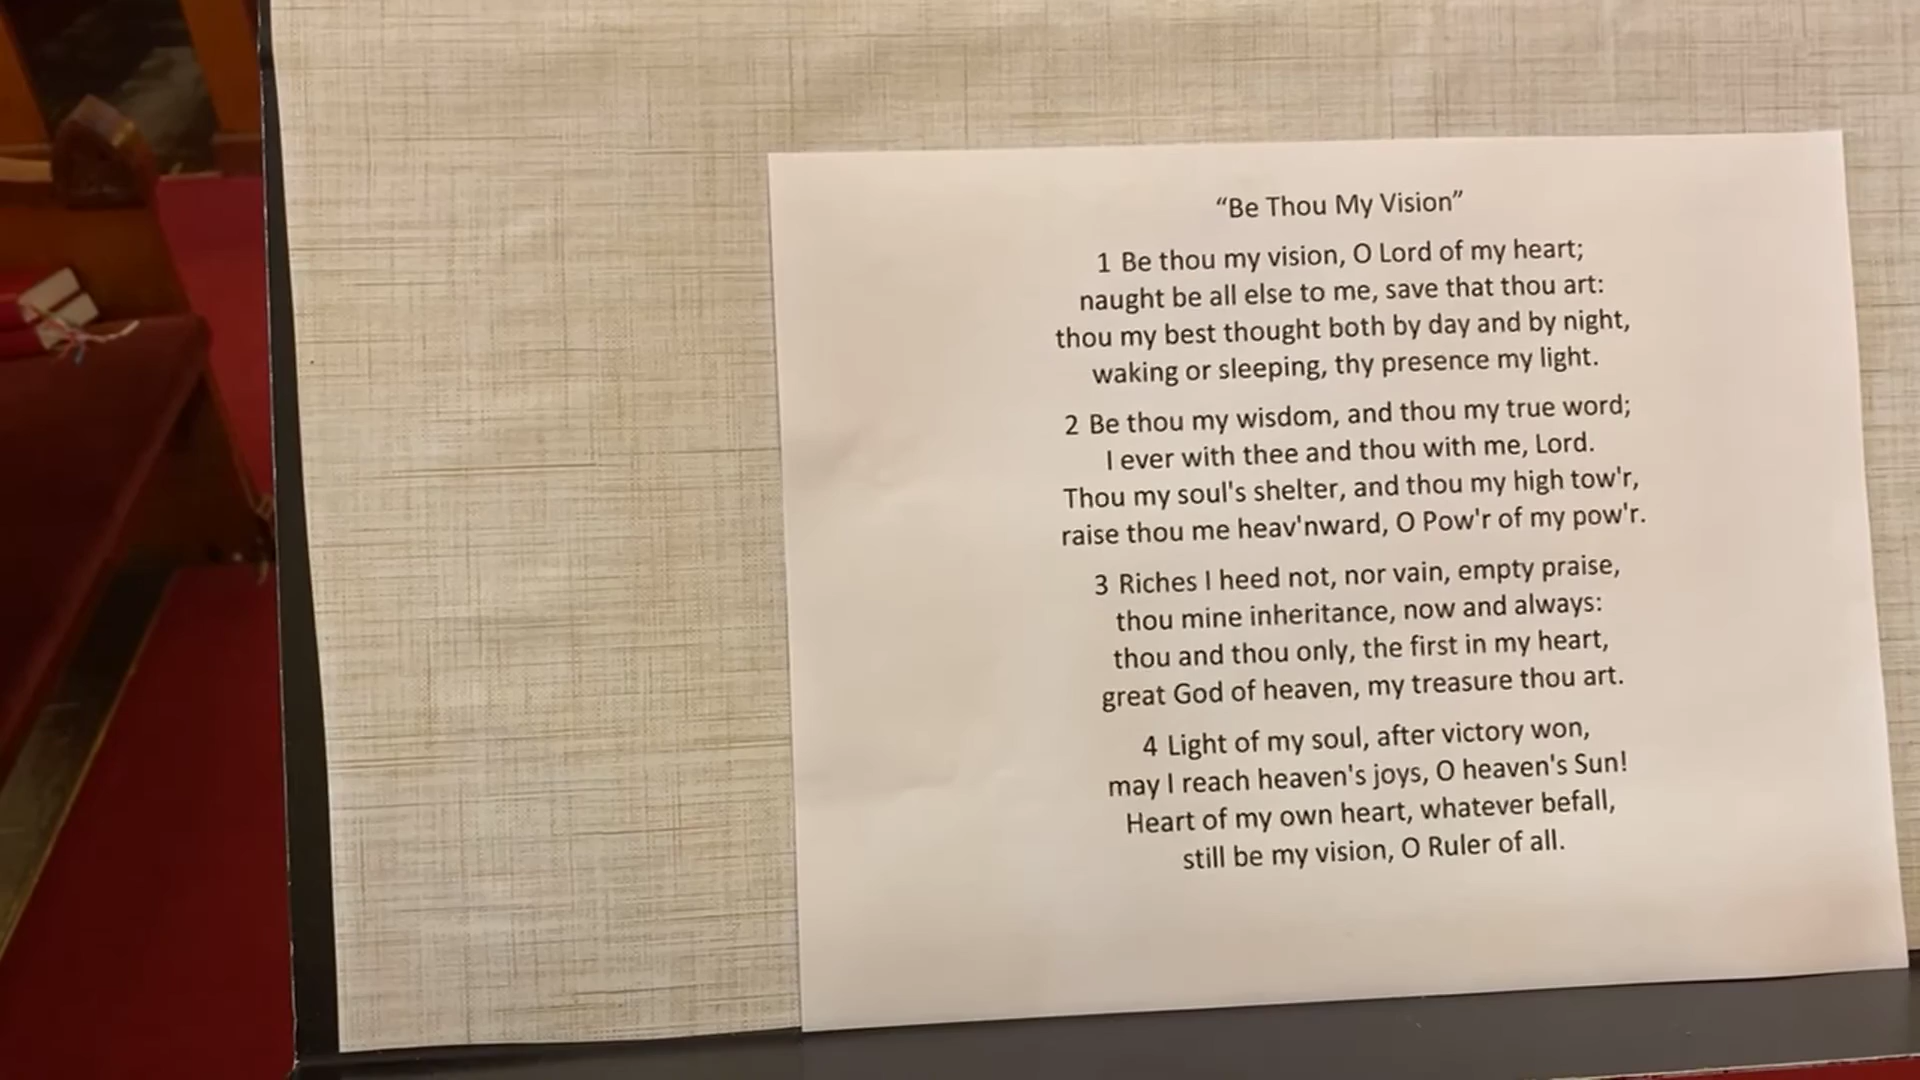 “Be Thou My Vision”
1 Be thou my vision, O Lord of my heart;
naught be all else to me, save that thou art:
thou my best thought both by day and by night,
waking or sleeping, thy presence my light.
2 Be thou my wisdom, and thou my true word;
I ever with thee and thou with me, Lord.
Thou my soul's shelter, and thou my high tow'r,
raise thou me heav'nward, O Pow'r of my pow'r.
3 Riches I heed not, nor vain, empty praise,
thou mine inheritance, now and always:
thou and thou only, the first in my heart,
great God of heaven, my treasure thou art.
4 Light of my soul, after victory won,
may I reach heaven's joys, O heaven's Sun!
Heart of my own heart, whatever befall,
still be my vision, O Ruler of all.